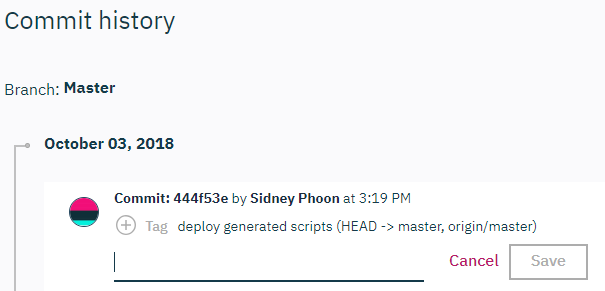 Commit history
Branch: Master
October 03, 2018
Commit: 444f53e by Sidney Phoon at 3:19 PM
Tag deploy generated scripts (HEAD -> master, origin/master)
Cancel Save